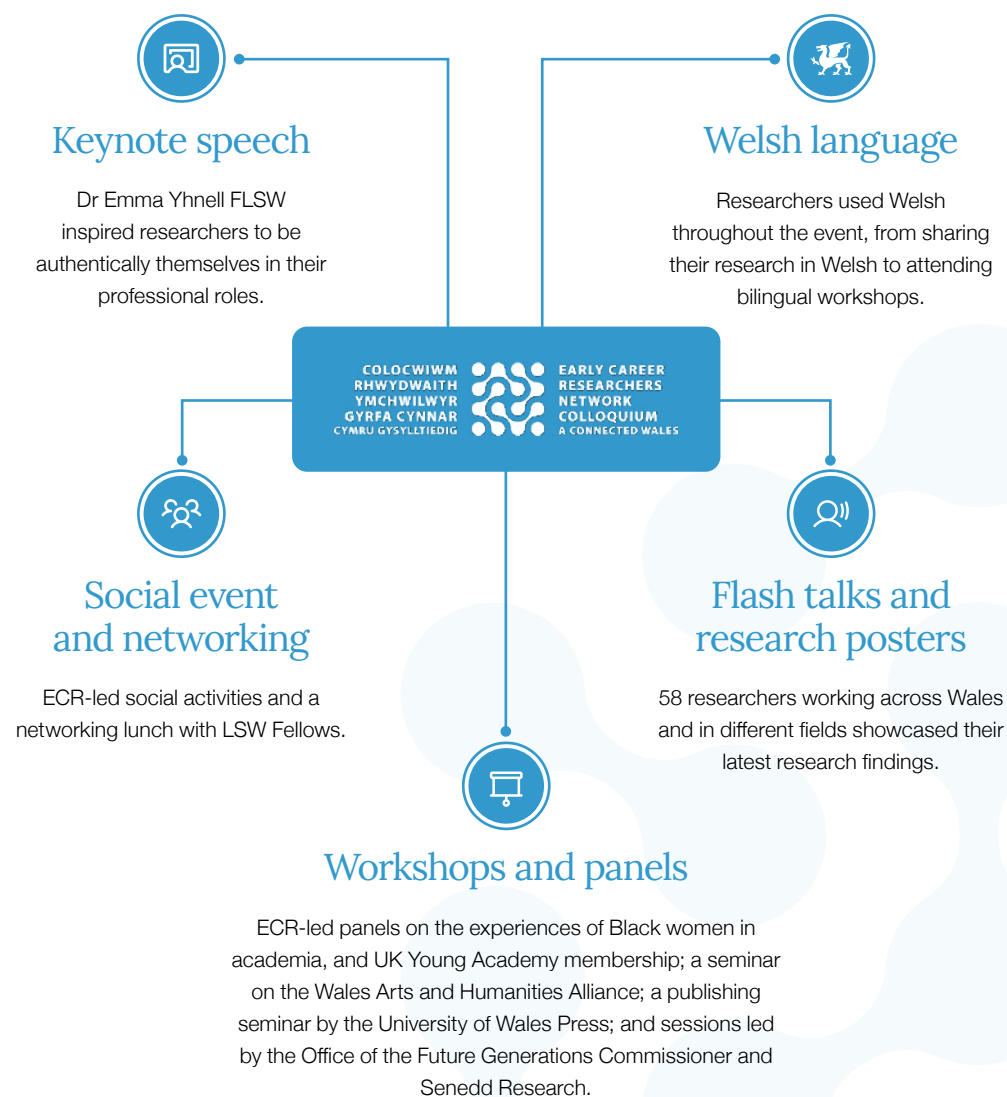 Keynote speech
Dr Emma Yhnell FLSW
inspired researchers to be
authentically themselves in their
professional roles.
Welsh language
Researchers used Welsh
throughout the event, from sharing
their research in Welsh to attending
bilingual workshops.
COLOCWIWM
RHWYDWAITH
YMCHWILWYR
GYRFA CYNNAR
CYMRU GYSYLLTIEDIG
EARLY CAREER
RESEARCHERS
NETWORK
COLLOQUIUM
A CONNECTED WALES
Social event
and networking
ECR-led social activities and a
networking lunch with LSW Fellows.
Flash talks and
research posters
58 researchers working across Wales
and in different fields showcased their
latest research findings.
Workshops and panels
ECR-led panels on the experiences of Black women in
academia, and UK Young Academy membership; a seminar
on the Wales Arts and Humanities Alliance; a publishing
seminar by the University of Wales Press; and sessions led
by the Office of the Future Generations Commissioner and
Senedd Research.